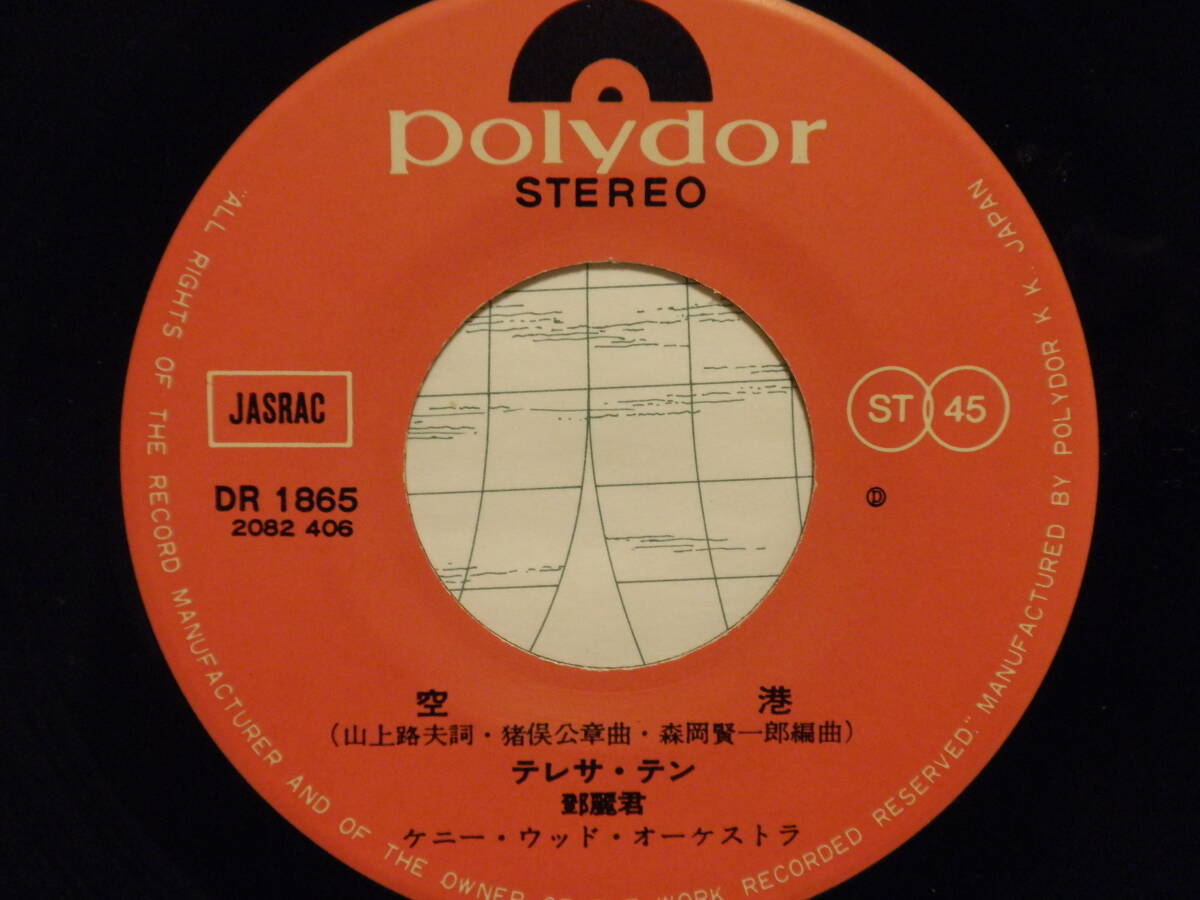 polydor
STEREO
JASRAC
ST 45
DR 1865
2082 406
Ⓓ
空 港
(山上路夫詞・猪俣公章曲・森岡賢一郎編曲)
テレサ・テン
鄧麗君
ケニー・ウッド・オーケストラ
"ALL RIGHTS OF THE RECORD MANUFACTURER AND OF THE OWNER OF THE WORK RECORDED RESERVED." MANUFACTURED BY POLYDOR K.K. JAPAN